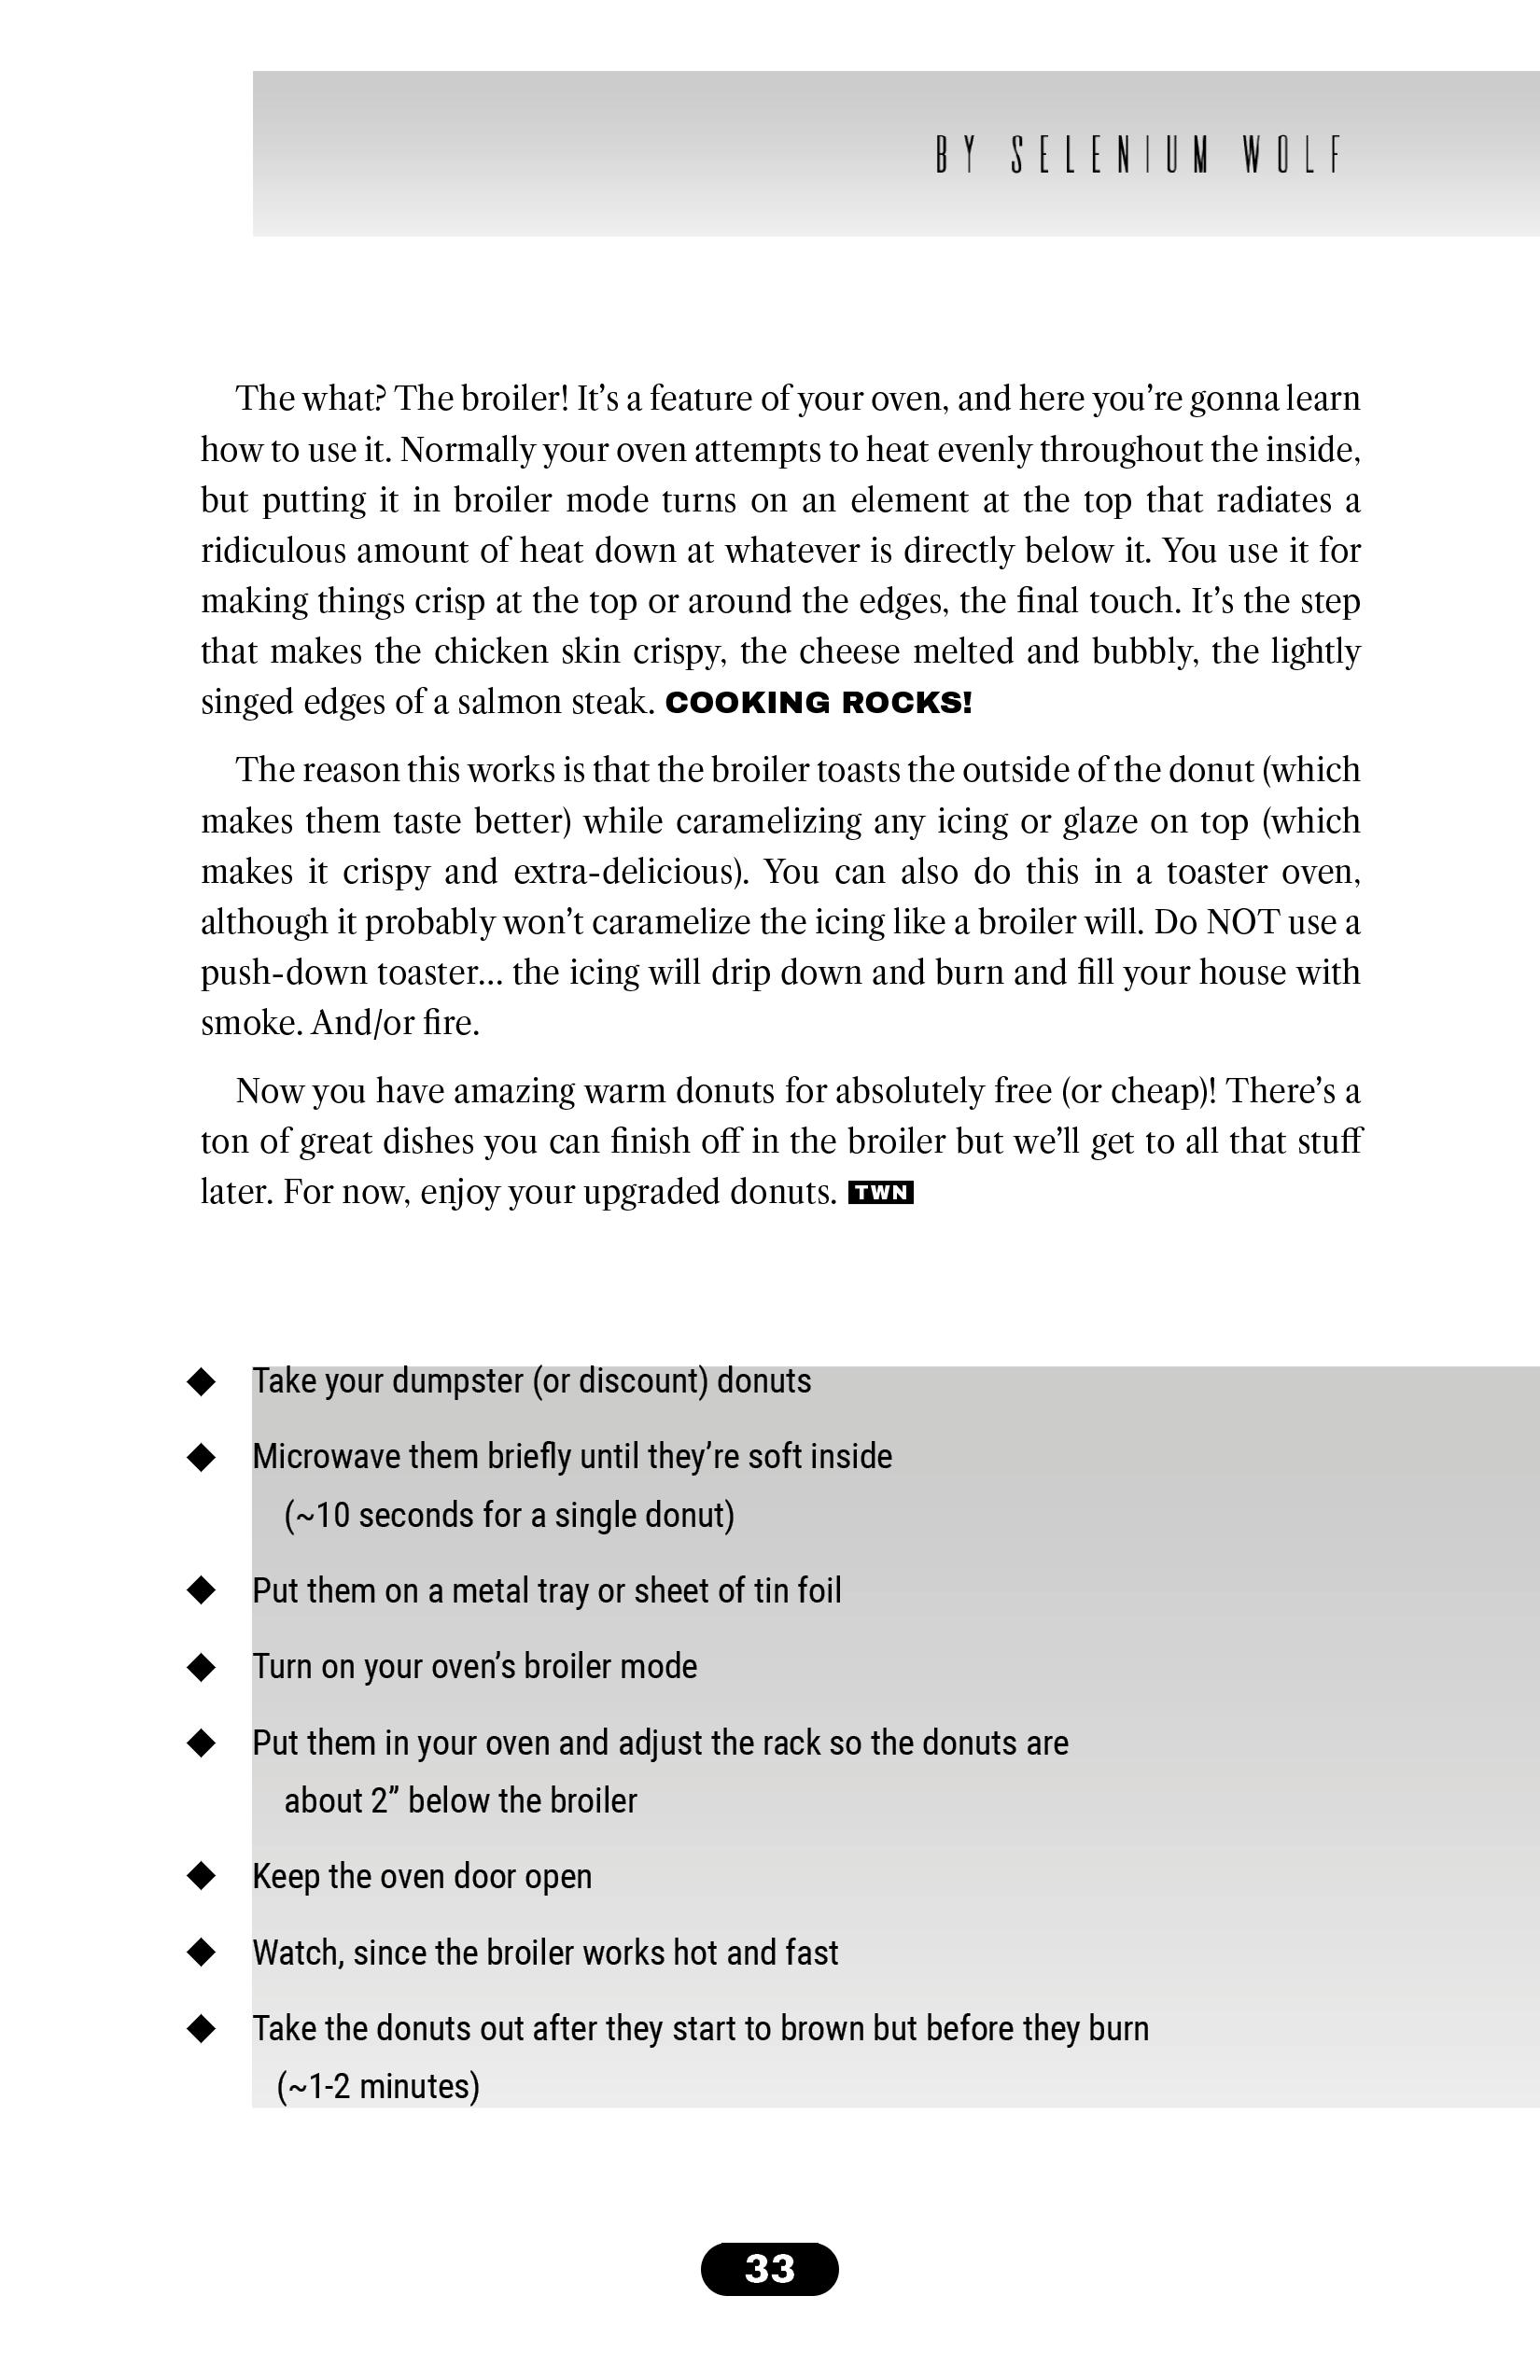 BY SELENIUM WOLF
The what? The broiler! It’s a feature of your oven, and here you’re gonna learn
how to use it. Normally your oven attempts to heat evenly throughout the inside,
but putting it in broiler mode turns on an element at the top that radiates a
ridiculous amount of heat down at whatever is directly below it. You use it for
making things crisp at the top or around the edges, the final touch. It’s the step
that makes the chicken skin crispy, the cheese melted and bubbly, the lightly
singed edges of a salmon steak. COOKING ROCKS!
The reason this works is that the broiler toasts the outside of the donut (which
makes them taste better) while caramelizing any icing or glaze on top (which
makes it crispy and extra-delicious). You can also do this in a toaster oven,
although it probably won’t caramelize the icing like a broiler will. Do NOT use a
push-down toaster... the icing will drip down and burn and fill your house with
smoke. And/or fire.
Now you have amazing warm donuts for absolutely free (or cheap)! There’s a
ton of great dishes you can finish off in the broiler but we’ll get to all that stuff
later. For now, enjoy your upgraded donuts. TWN
◆ Take your dumpster (or discount) donuts
◆ Microwave them briefly until they’re soft inside
(~10 seconds for a single donut)
◆ Put them on a metal tray or sheet of tin foil
◆ Turn on your oven’s broiler mode
◆ Put them in your oven and adjust the rack so the donuts are
about 2” below the broiler
◆ Keep the oven door open
◆ Watch, since the broiler works hot and fast
◆ Take the donuts out after they start to brown but before they burn
(~1-2 minutes)
33